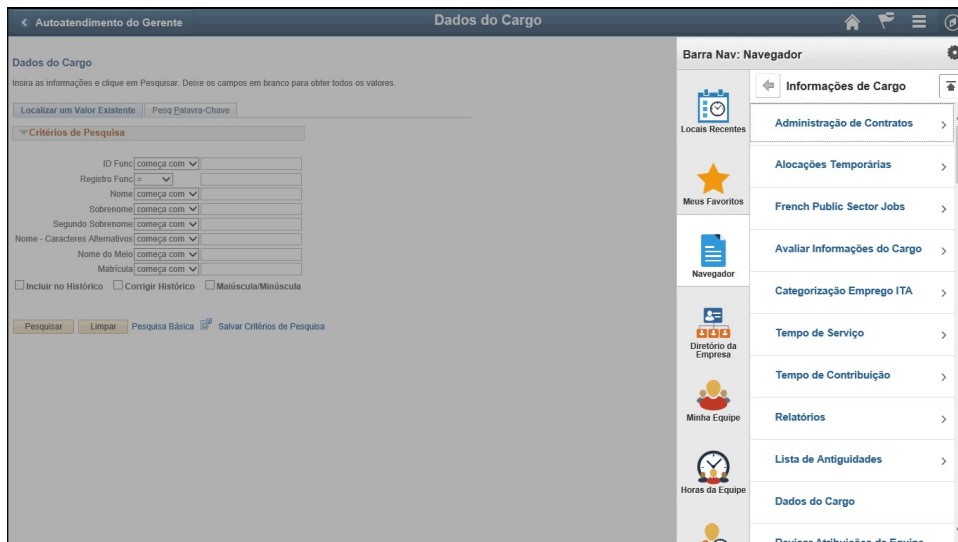 Autoatendimento do Gerente
Dados do Cargo
Dados do Cargo
Insira as informações e clique em Pesquisar. Deixe os campos em branco para obter todos os valores.
Localizar um Valor Existente
Pesq Palavra-Chave
Critérios de Pesquisa
ID Func começa com
Registro Func =
Nome começa com
Sobrenome começa com
Segundo Sobrenome começa com
Nome - Caracteres Alternativos começa com
Nome do Meio começa com
Matrícula começa com
Incluir no Histórico Corrigir Histórico Maiúscula/Minúscula
Pesquisar Limpar Pesquisa Básica Salvar Critérios de Pesquisa
Barra Nav: Navegador
Locais Recentes
Meus Favoritos
Navegador
Diretório da
Empresa
Minha Equipe
Horas da Equipe
Informações de Cargo
Administração de Contratos
Alocações Temporárias
French Public Sector Jobs
Avaliar Informações do Cargo
Categorização Emprego ITA
Tempo de Serviço
Tempo de Contribuição
Relatórios
Lista de Antiguidades
Dados do Cargo
Revisar Atribuições da Equipe